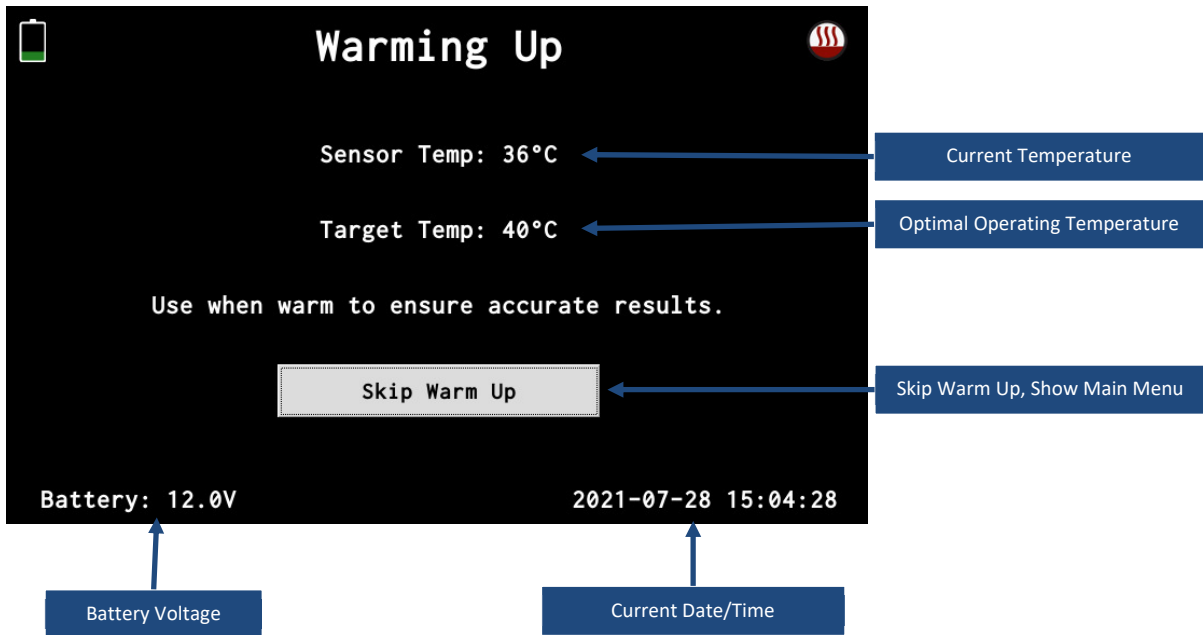 Warming Up
Sensor Temp: 36°C
Current Temperature
Target Temp: 40°C
Optimal Operating Temperature
Use when warm to ensure accurate results.
Skip Warm Up
Skip Warm Up, Show Main Menu
Battery: 12.0V
2021-07-28 15:04:28
Battery Voltage
Current Date/Time